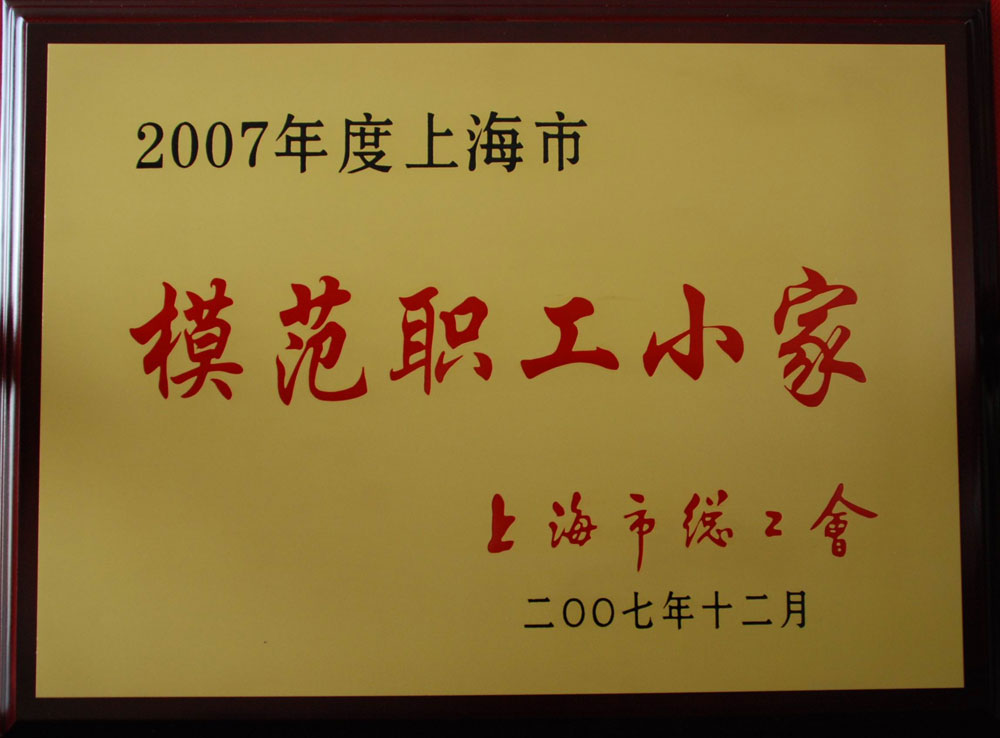 2007年度上海市
模范职工小家
上海市總工會
二〇〇七年十二月